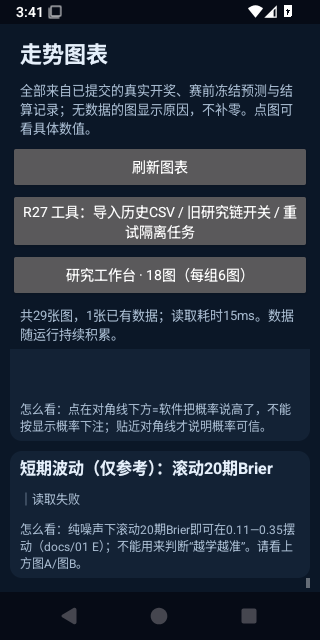 3:41
走势图表
全部来自已提交的真实开奖、赛前冻结预测与结
算记录；无数据的图显示原因，不补零。点图可
看具体数值。
刷新图表
R27 工具：导入历史CSV / 旧研究链开关 / 重
试隔离任务
研究工作台 · 18图（每组6图）
共29张图，1张已有数据；读取耗时15ms。数据
随运行持续积累。
怎么看：点在对角线下方=软件把概率说高了，不能
按显示概率下注；贴近对角线才说明概率可信。
短期波动（仅参考）：滚动20期Brier
读取失败
怎么看：纯噪声下滚动20期Brier即可在0.11—0.35摆
动（docs/01 E）；不能用来判断“越学越准”。请看上
方图A/图B。